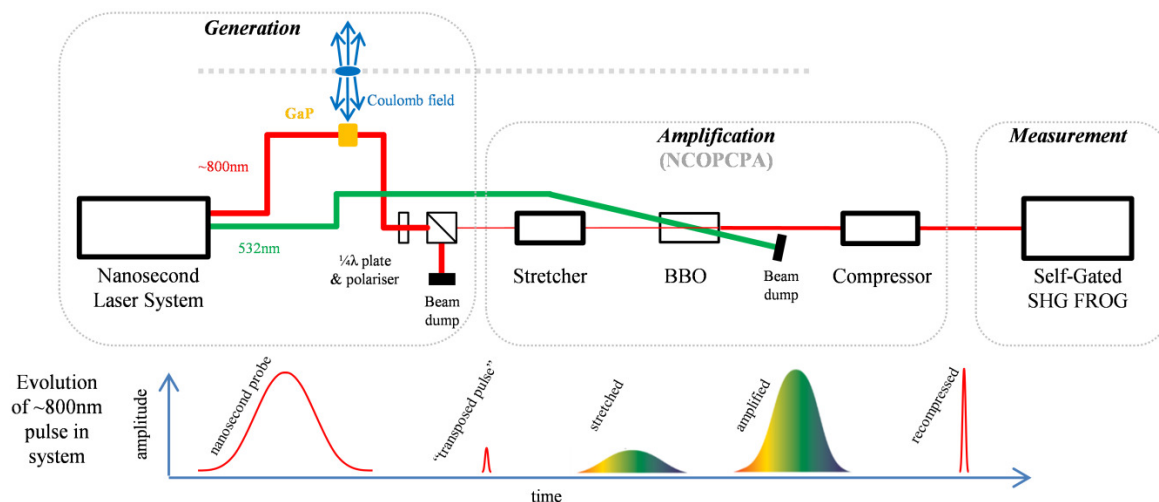 Generation
Coulomb field
GaP
~800nm
532nm
Nanosecond
Laser System
¼λ plate
& polariser
Beam
dump
Amplification
(NCOPCPA)
Stretcher
BBO
Beam
dump
Compressor
Measurement
Self-Gated
SHG FROG
Evolution
of ~800nm
pulse in
system
amplitude
nanosecond probe
“transposed pulse”
stretched
amplified
recompressed
time